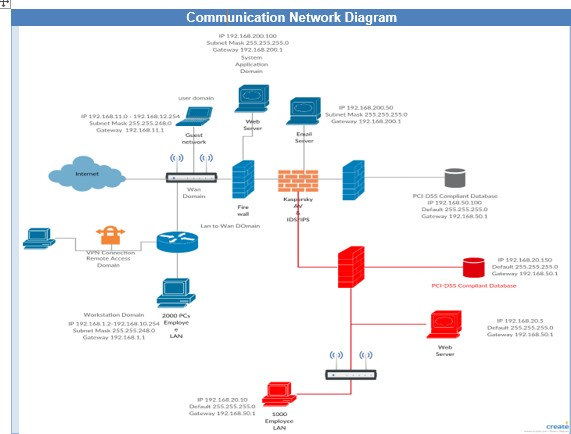 Communication Network Diagram
IP 192.168.200.100
Subnet Mask 255.255.255.0
Gateway 192.168.200.1
System
Application
Domain
user domain
IP 192.168.11.0 - 192.168.12.254
Subnet Mask 255.255.248.0
Gateway 192.168.11.1
Guest
network
Web
Server
IP 192.168.200.50
Subnet Mask 255.255.255.0
Gateway 192.168.200.1
Email
Server
Internet
Wan
Domain
Fire
wall
Kaspursky
AV
&
IDS/IPS
PCI-DSS Compliant Database
IP 192.168.50.100
Default 255.255.255.0
Gateway 192.168.50.1
Lan to Wan DOmain
VPN Connection
Remote Access
Domain
IP 192.168.20.150
Default 255.255.255.0
Gateway 192.168.50.1
PCI-DSS Compliant Database
Workstation Domain
IP 192.168.1.2-192.168.10.254
Subnet Mask 255.255.248.0
Gateway 192.168.1.1
2000 PCs
Employe
e
LAN
IP 192.168.20.5
Default 255.255.255.0
Gateway 192.168.50.1
Web
Server
IP 192.168.20.10
Default 255.255.255.0
Gateway 192.168.50.1
1000
Employee
LAN
create